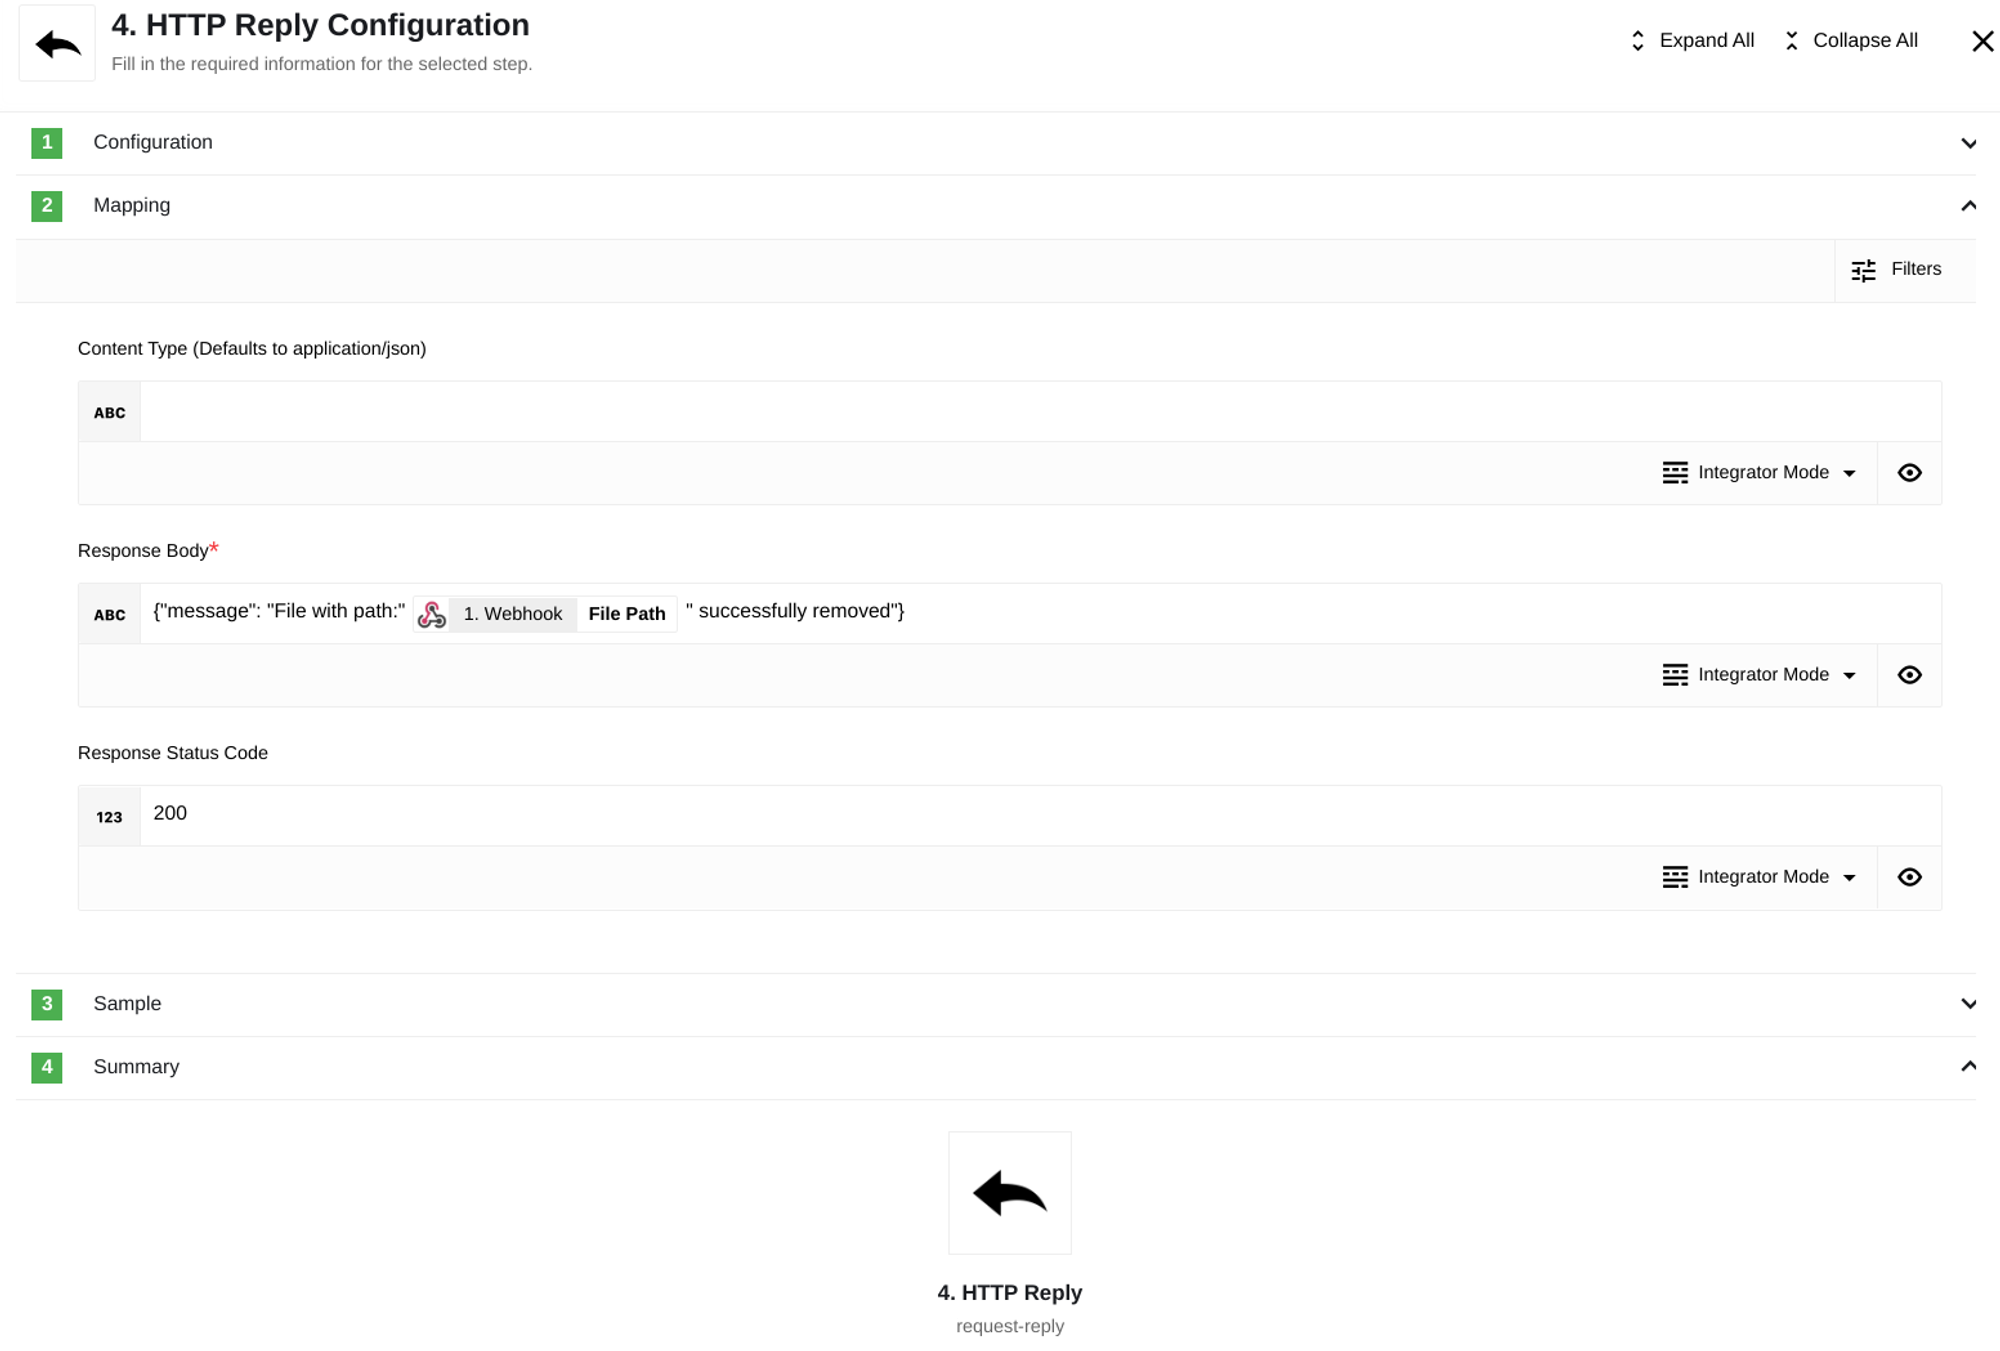 4. HTTP Reply Configuration
Fill in the required information for the selected step.
Expand All
Collapse All
1 Configuration
2 Mapping
Filters
Content Type (Defaults to application/json)
ABC
Integrator Mode
Response Body*
ABC {"message": "File with path:" 1. Webhook File Path " successfully removed"}
Integrator Mode
Response Status Code
123 200
Integrator Mode
3 Sample
4 Summary
4. HTTP Reply
request-reply